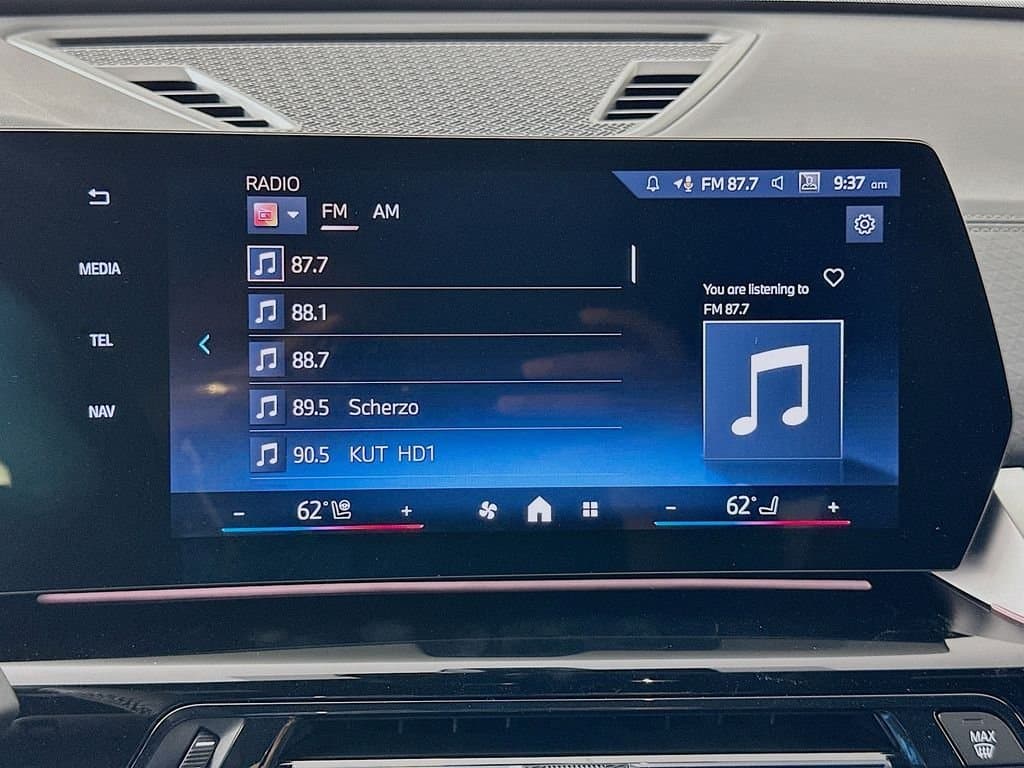 RADIO
FM 87.7 9:37 am
FM AM
MEDIA
87.7
You are listening to
FM 87.7
88.1
TEL
88.7
NAV
89.5 Scherzo
90.5 KUT HD1
- 62° + - 62° +
MAX